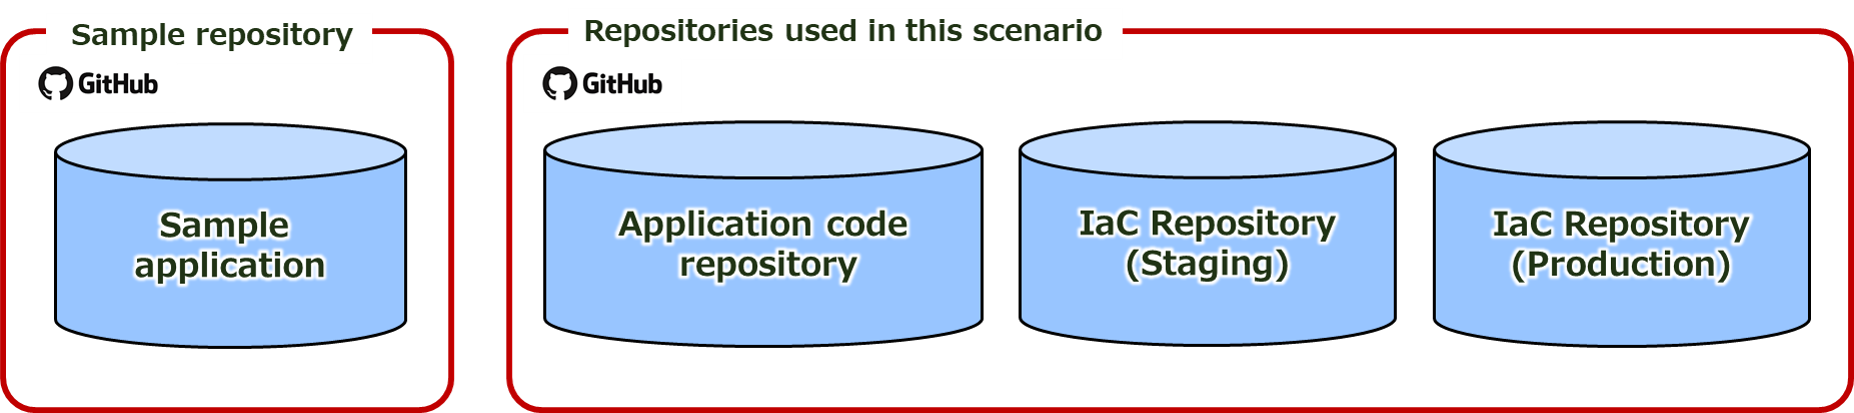 Sample repository
GitHub
Sample
application
Repositories used in this scenario
GitHub
Application code
repository
IaC Repository
(Staging)
IaC Repository
(Production)